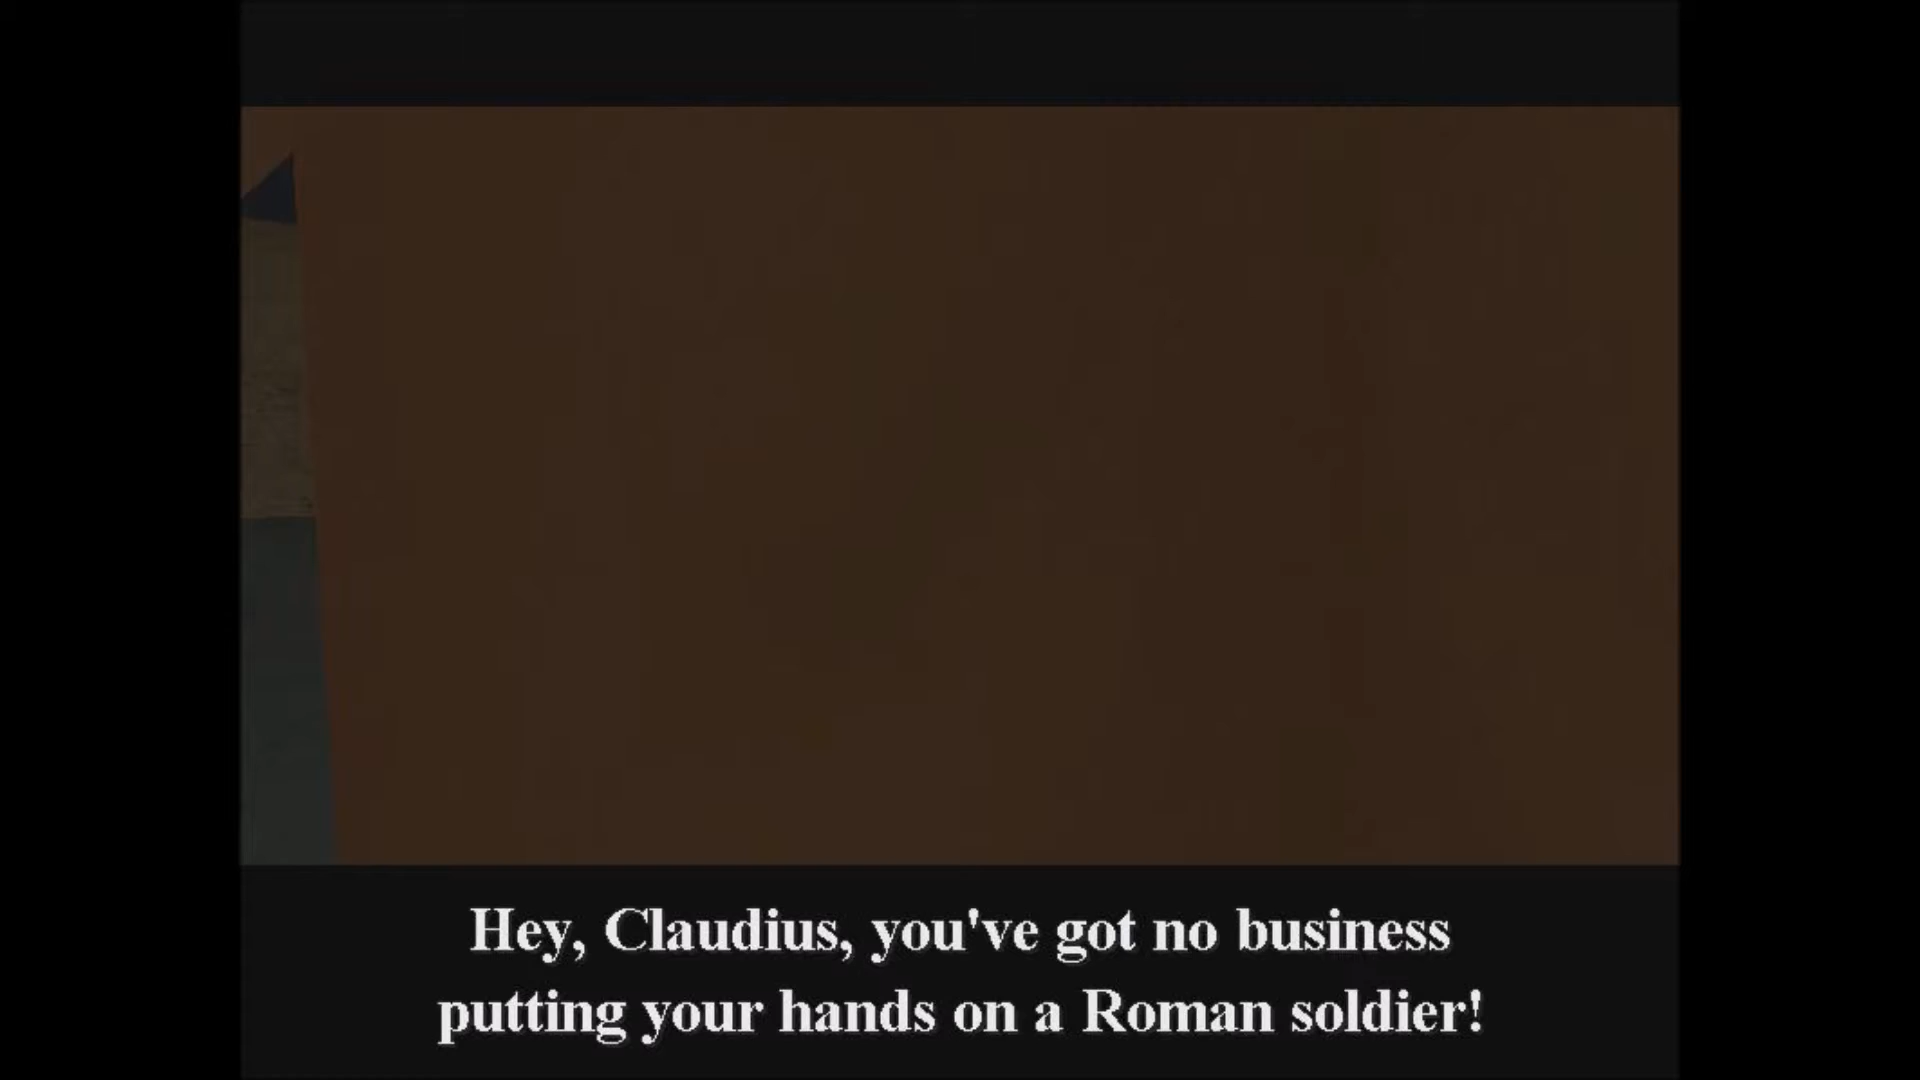 Hey, Claudius, you've got no business
putting your hands on a Roman soldier!